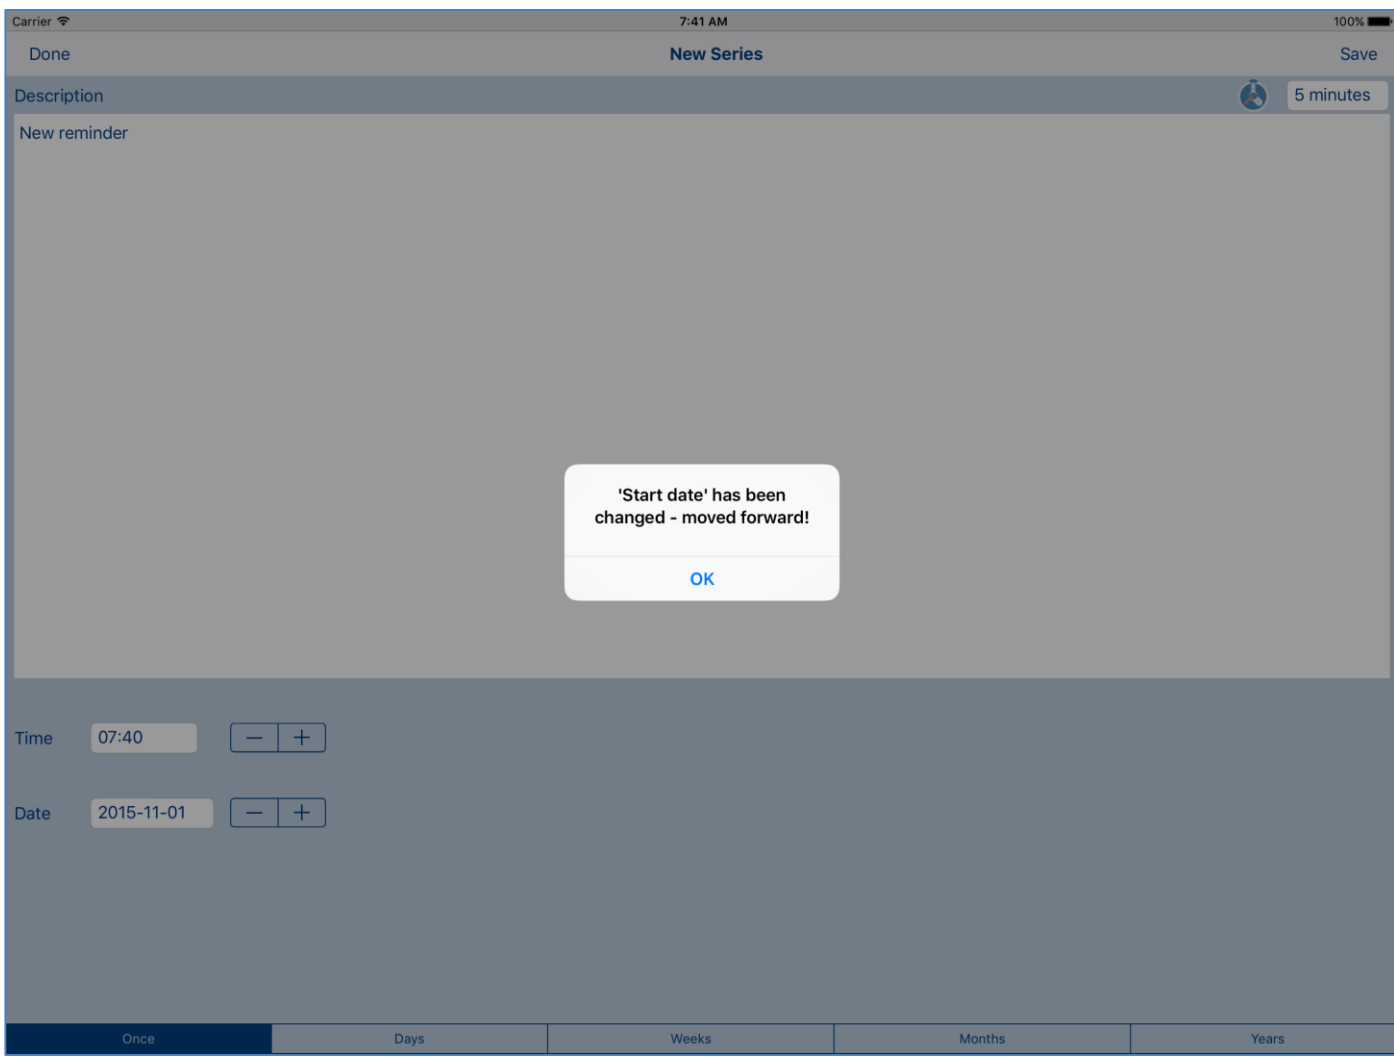 Carrier 7:41 AM 100%
Done New Series Save
Description 5 minutes
New reminder
'Start date' has been
changed - moved forward!
OK
Time 07:40
Date 2015-11-01
Once Days Weeks Months Years